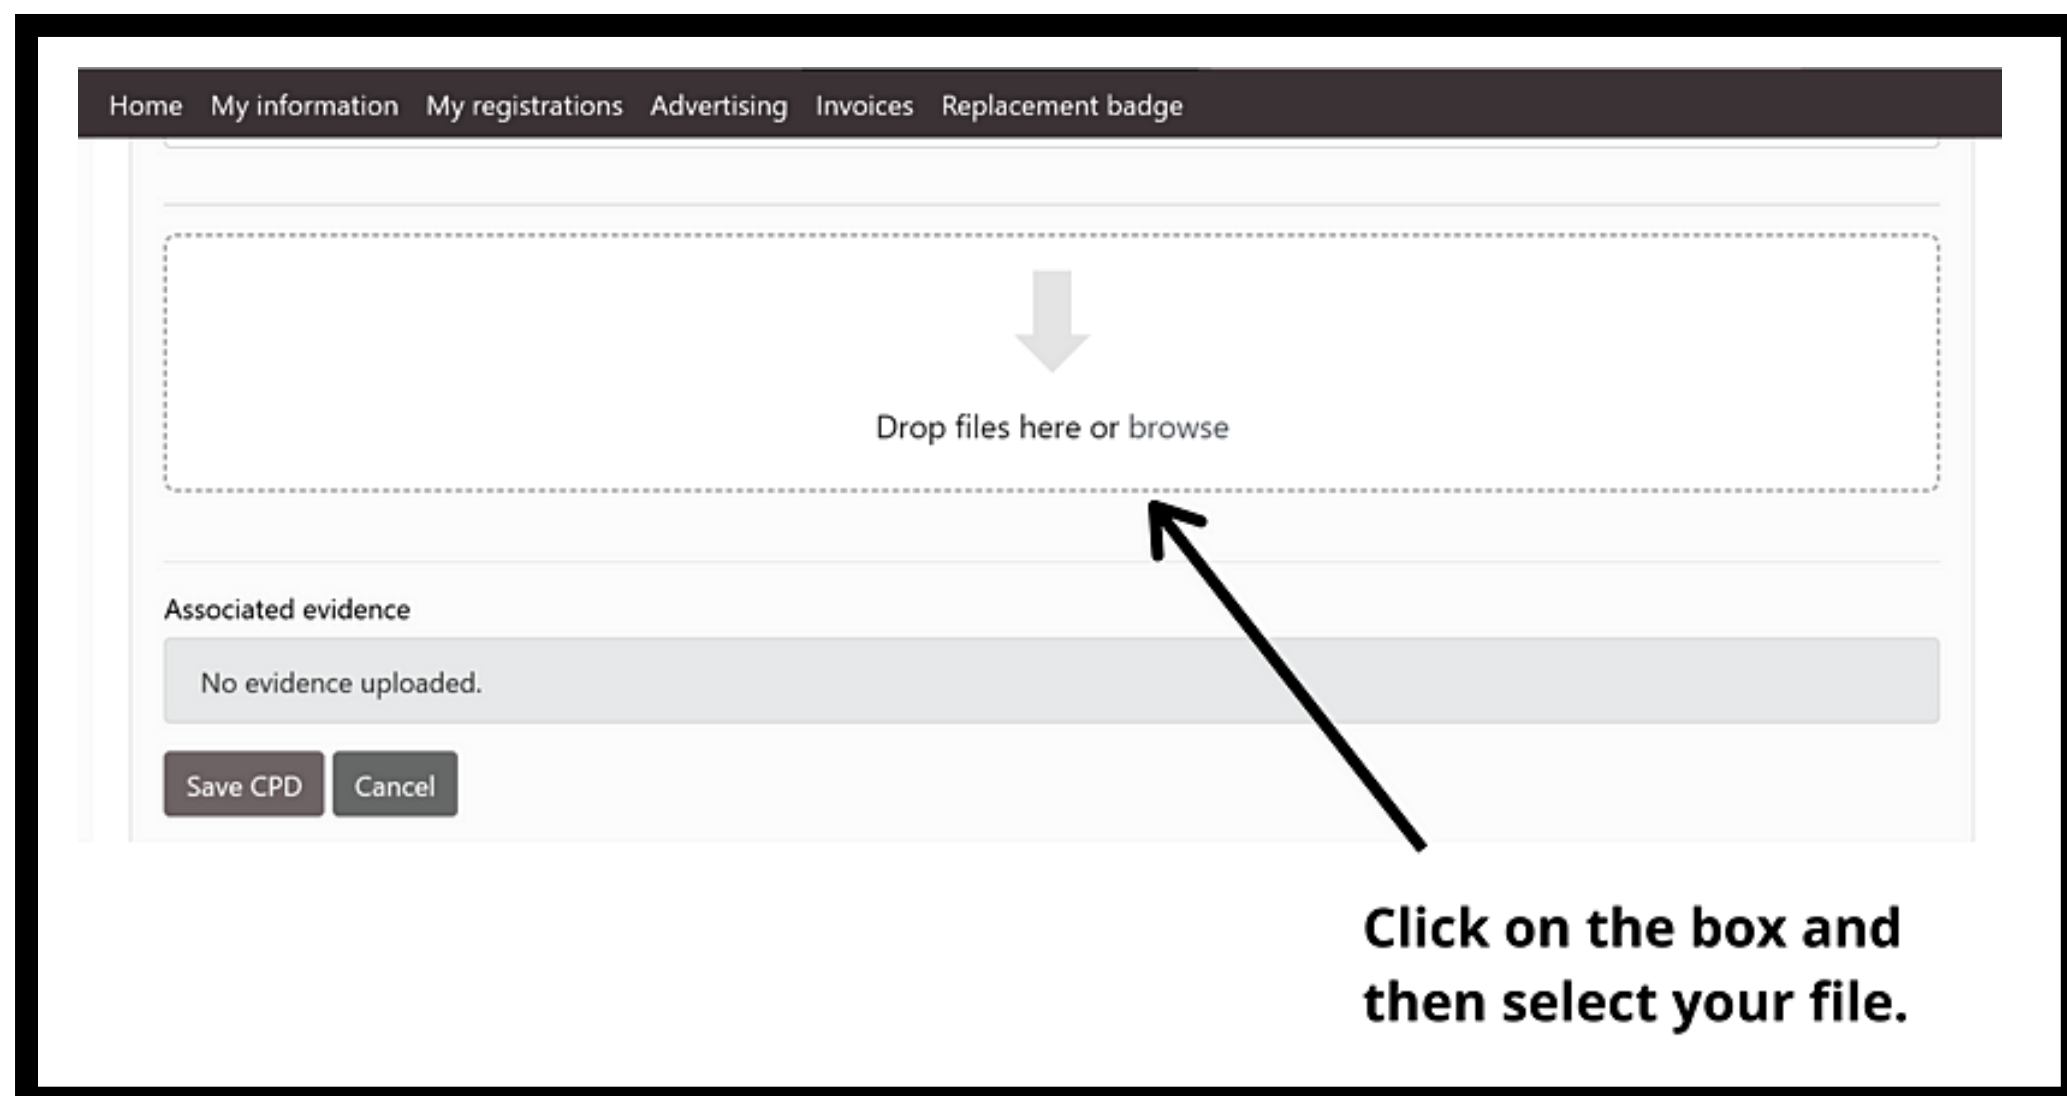 Home My information My registrations Advertising Invoices Replacement badge
Drop files here or browse
Associated evidence
No evidence uploaded.
Save CPD Cancel
Click on the box and
then select your file.